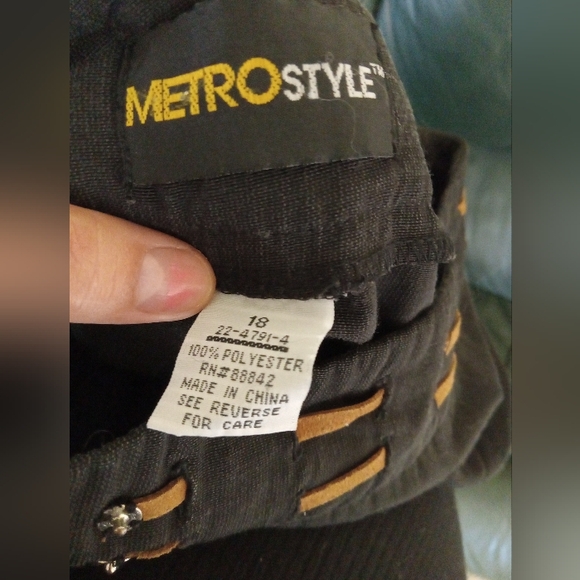 METROSTYLE™
18
22-4791-4
100% POLYESTER
RN#88842
MADE IN CHINA
SEE REVERSE
FOR CARE